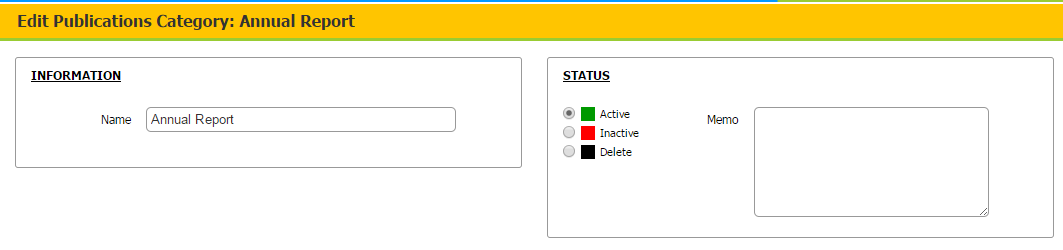 Edit Publications Category: Annual Report
INFORMATION
Name Annual Report
STATUS
Active
Inactive
Delete
Memo